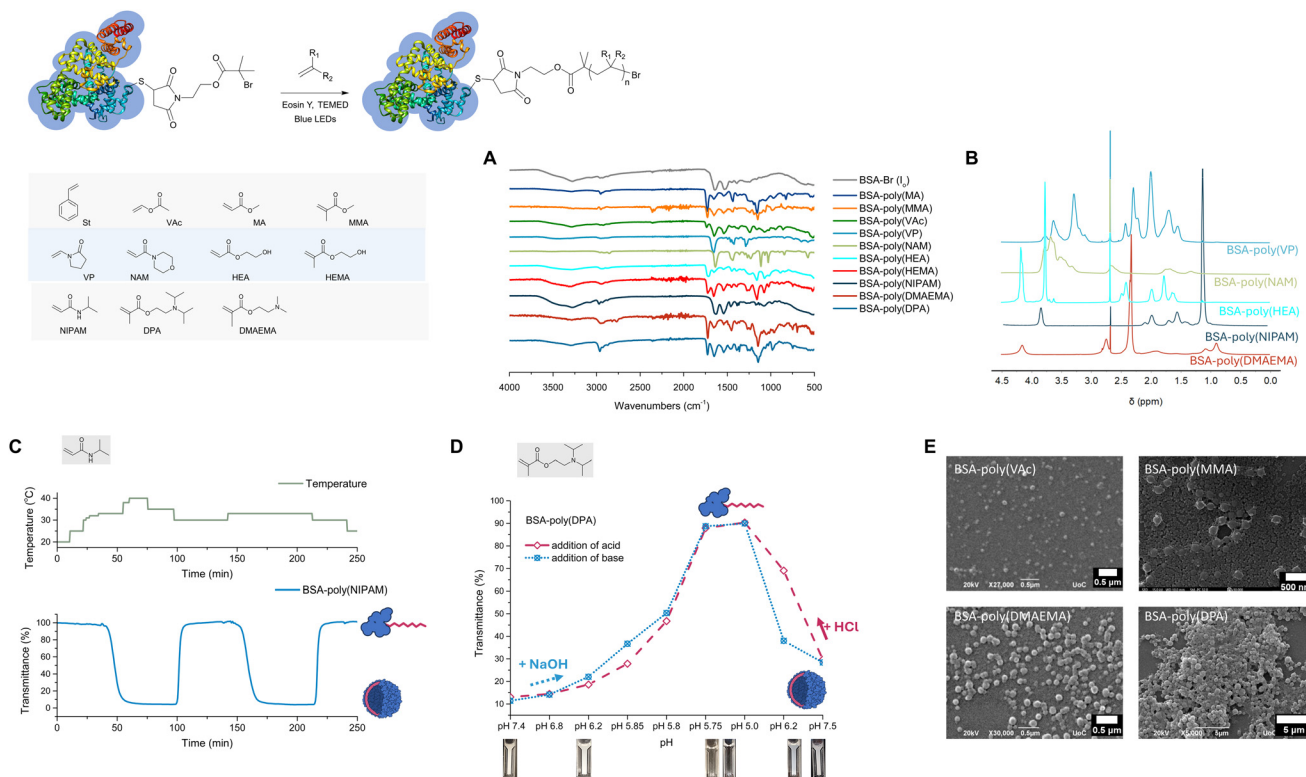 S
O
N
O
O
O
Br
R1
R2
Eosin Y, TEMED
Blue LEDs
S
O
N
O
O
O
R1 R2
Br
n
St
O
O
VAc
O
O
MA
O
O
MMA
O
N
VP
O
N
O
NAM
O
O
OH
HEA
O
O
OH
HEMA
O
N
H
NIPAM
O
O
N
DPA
O
O
N
DMAEMA
A
BSA-Br (Io)
BSA-poly(MA)
BSA-poly(MMA)
BSA-poly(VAc)
BSA-poly(VP)
BSA-poly(NAM)
BSA-poly(HEA)
BSA-poly(HEMA)
BSA-poly(NIPAM)
BSA-poly(DMAEMA)
BSA-poly(DPA)
4000 3500 3000 2500 2000 1500 1000 500
Wavenumbers (cm-1)
B
BSA-poly(VP)
BSA-poly(NAM)
BSA-poly(HEA)
BSA-poly(NIPAM)
BSA-poly(DMAEMA)
4.5 4.0 3.5 3.0 2.5 2.0 1.5 1.0 0.5 0.0
δ (ppm)
C
O
N
H
Temperature
Temperature (°C)
40
35
30
25
20
0 50 100 150 200 250
Time (min)
BSA-poly(NIPAM)
Transmittance (%)
100
80
60
40
20
0
0 50 100 150 200 250
Time (min)
D
O
O
N
BSA-poly(DPA)
addition of acid
addition of base
Transmittance (%)
100
90
80
70
60
50
40
30
20
10
+ NaOH
+ HCl
pH 7.4 pH 6.8 pH 6.2 pH 5.85 pH 5.8 pH 5.75 pH 5.0 pH 6.2 pH 7.5
pH
E
BSA-poly(VAc)
20kV X27,000 0.5µm UoC
0.5 µm
BSA-poly(MMA)
500 nm
BSA-poly(DMAEMA)
20kV X30,000 0.5µm UoC
0.5 µm
BSA-poly(DPA)
20kV X5,000 5µm UoC
5 µm